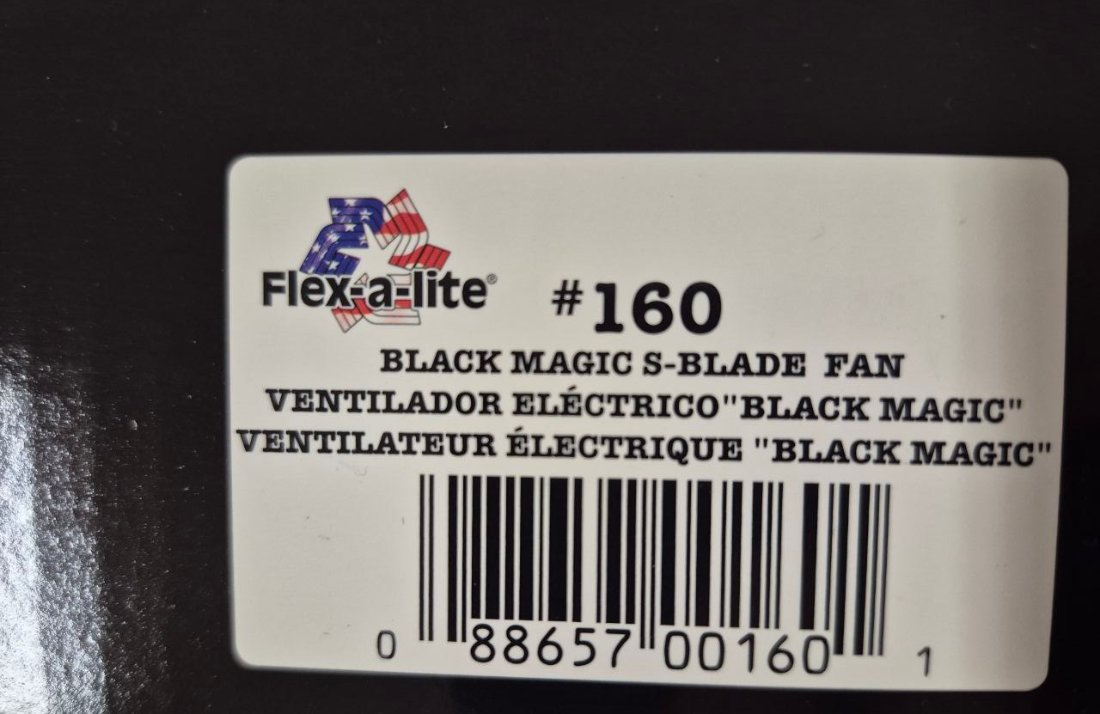 Flex-a-lite® #160
BLACK MAGIC S-BLADE FAN
VENTILADOR ELÉCTRICO"BLACK MAGIC"
VENTILATEUR ÉLECTRIQUE "BLACK MAGIC"
0 88657 00160 1